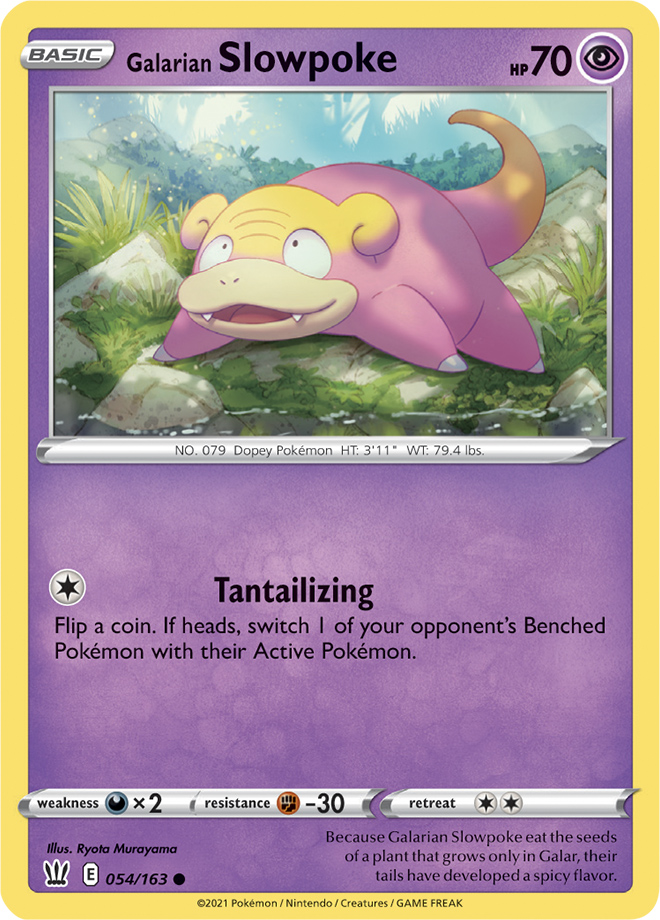 BASIC
Galarian Slowpoke
HP 70
NO. 079 Dopey Pokémon HT: 3'11" WT: 79.4 lbs.
Tantailizing
Flip a coin. If heads, switch 1 of your opponent's Benched
Pokémon with their Active Pokémon.
weakness ×2 resistance -30 retreat
Illus. Ryota Murayama
E 054/163
Because Galarian Slowpoke eat the seeds
of a plant that grows only in Galar, their
tails have developed a spicy flavor.
©2021 Pokémon / Nintendo / Creatures / GAME FREAK